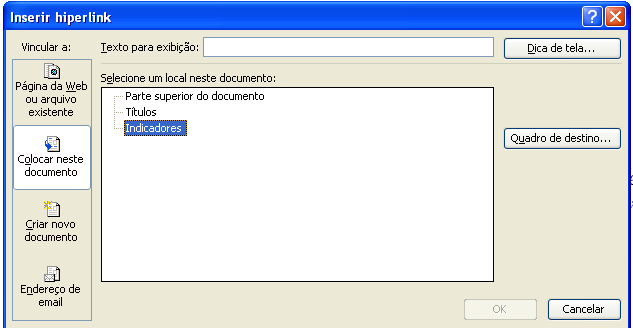 Inserir hiperlink
Vincular a:
Texto para exibição:
Dica de tela...
Página da Web
ou arquivo
existente
Colocar neste
documento
Criar novo
documento
Endereço de
email
Selecione um local neste documento:
Parte superior do documento
Títulos
Indicadores
Quadro de destino...
OK
Cancelar